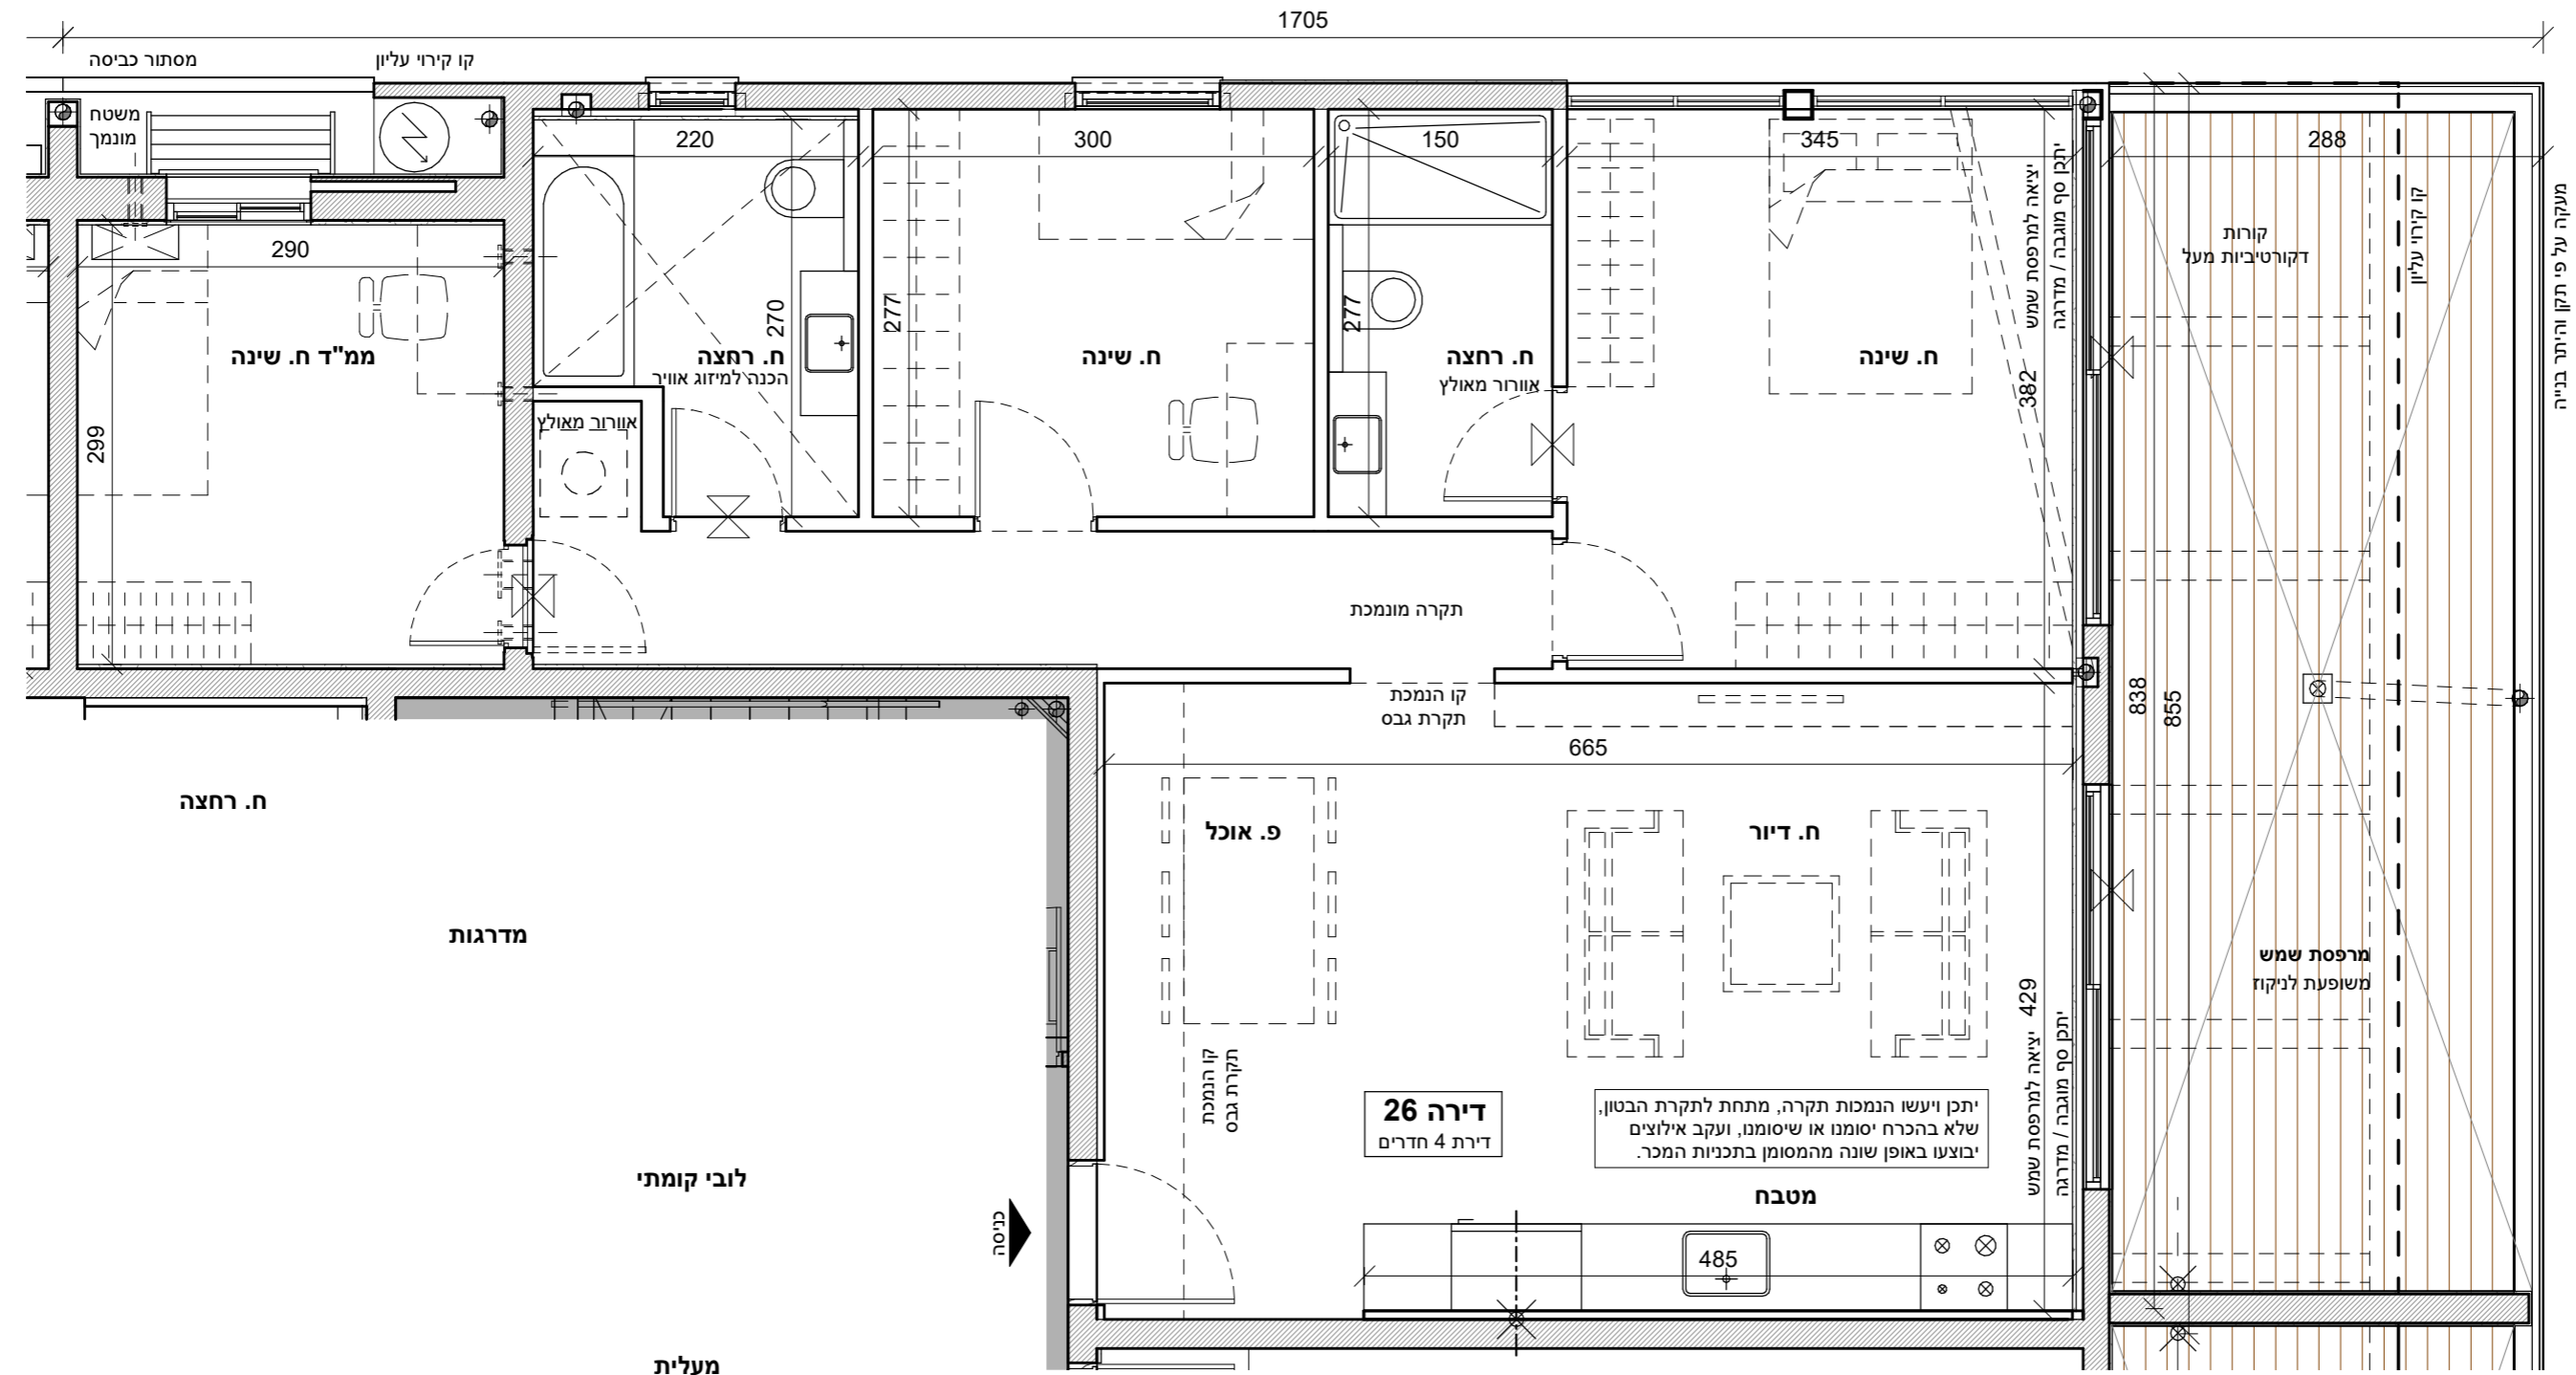 1705
מסתור כביסה
קו קירוי עליון
משטח
מונמך
290
299
ממ"ד ח. שינה
220
270
ח. רחצה
הכנה למיזוג אוויר
אוורור מאולץ
300
277
ח. שינה
150
277
ח. רחצה
אוורור מאולץ
345
382
ח. שינה
יתכן סף מוגבה / מדרגה
יציאה למרפסת שמש
288
קורות
דקורטיביות מעל
קו קירוי עליון
מעקה על פי תקן והיתר בנייה
תקרה מונמכת
קו הנמכת
תקרת גבס
665
838
855
ח. רחצה
מדרגות
לובי קומתי
מעלית
כניסה
פ. אוכל
ח. דיור
קו הנמכת
תקרת גבס
429
יתכן סף מוגבה / מדרגה
יציאה למרפסת שמש
מרפסת שמש
משופעת לניקוז
דירה 26
דירת 4 חדרים
יתכן ויעשו הנמכות תקרה, מתחת לתקרת הבטון,
שלא בהכרח יסומנו או שיסומנו, ועקב אילוצים
יבוצעו באופן שונה מהמסומן בתכניות המכר.
מטבח
485